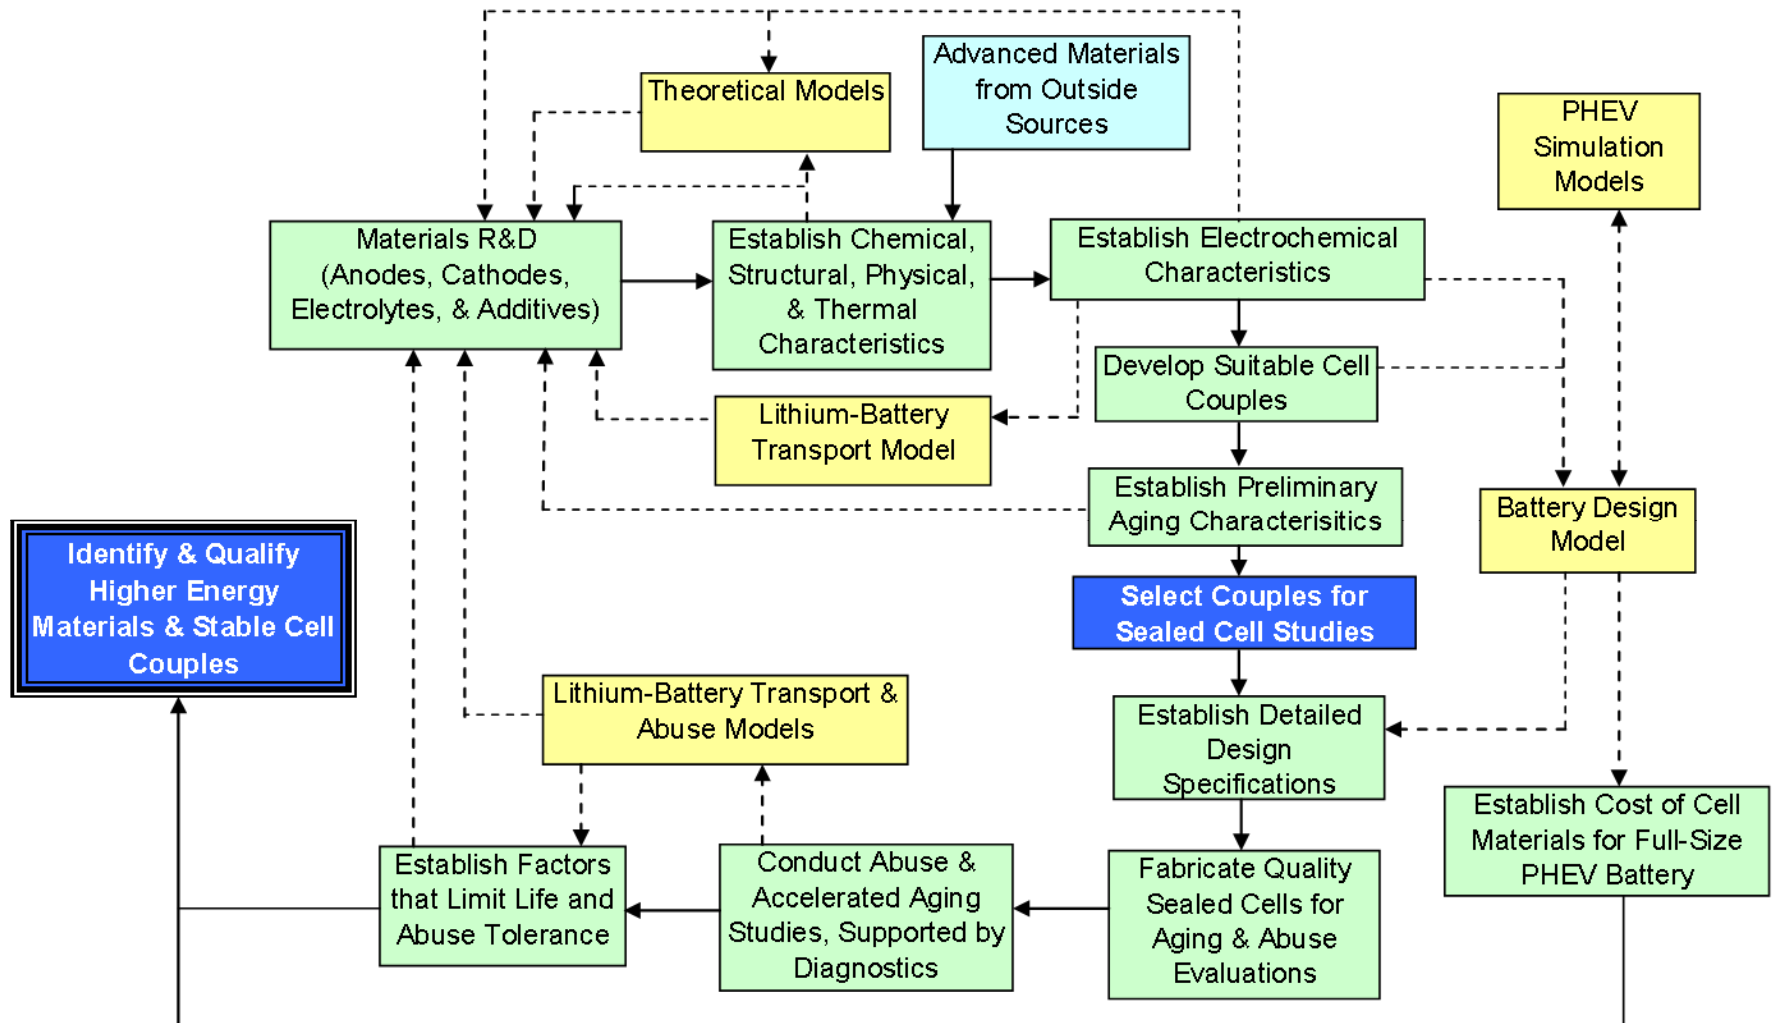 Theoretical Models
Advanced Materials
from Outside
Sources
PHEV
Simulation
Models
Materials R&D
(Anodes, Cathodes,
Electrolytes, & Additives)
Establish Chemical,
Structural, Physical,
& Thermal
Characteristics
Establish Electrochemical
Characteristics
Develop Suitable Cell
Couples
Lithium-Battery
Transport Model
Establish Preliminary
Aging Characterisitics
Battery Design
Model
Identify & Qualify
Higher Energy
Materials & Stable Cell
Couples
Select Couples for
Sealed Cell Studies
Lithium-Battery Transport &
Abuse Models
Establish Detailed
Design
Specifications
Establish Cost of Cell
Materials for Full-Size
PHEV Battery
Establish Factors
that Limit Life and
Abuse Tolerance
Conduct Abuse &
Accelerated Aging
Studies, Supported by
Diagnostics
Fabricate Quality
Sealed Cells for
Aging & Abuse
Evaluations